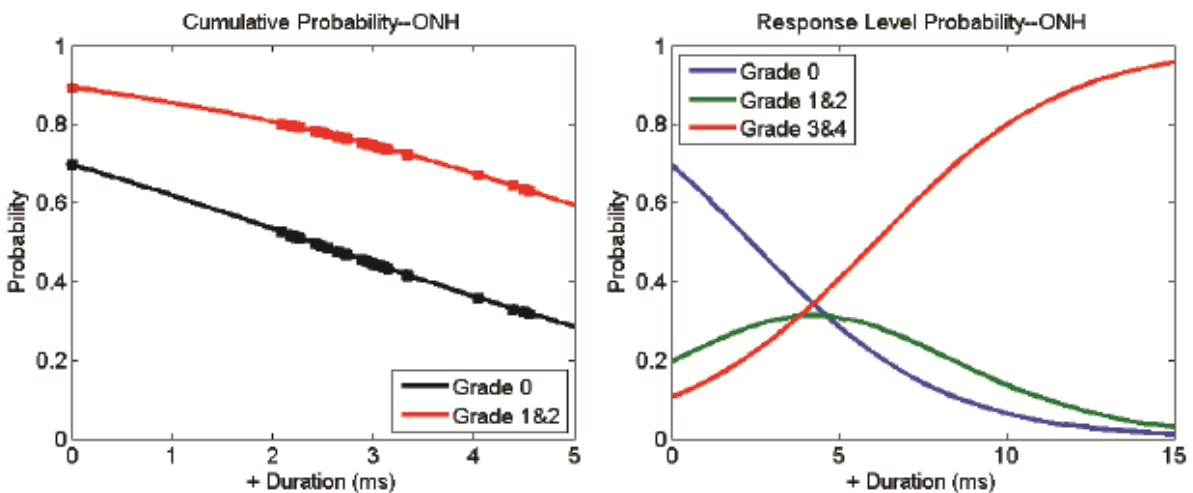 Cumulative Probability--ONH
Probability
1
0.8
0.6
0.4
0.2
0
Grade 0
Grade 1&2
0 1 2 3 4 5
+ Duration (ms)
Response Level Probability--ONH
Probability
1
0.8
0.6
0.4
0.2
0
Grade 0
Grade 1&2
Grade 3&4
0 5 10 15
+ Duration (ms)